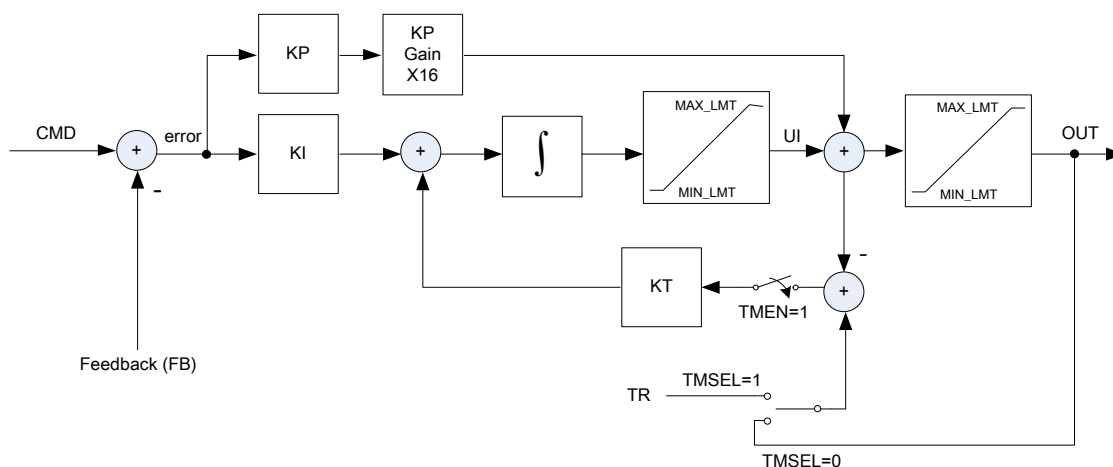 KP
KP
Gain
X16
MAX_LMT
MAX_LMT
CMD
+
error
KI
+
∫
UI
+
OUT
-
MIN_LMT
MIN_LMT
-
KT
+
TMEN=1
Feedback (FB)
TMSEL=1
TR
TMSEL=0